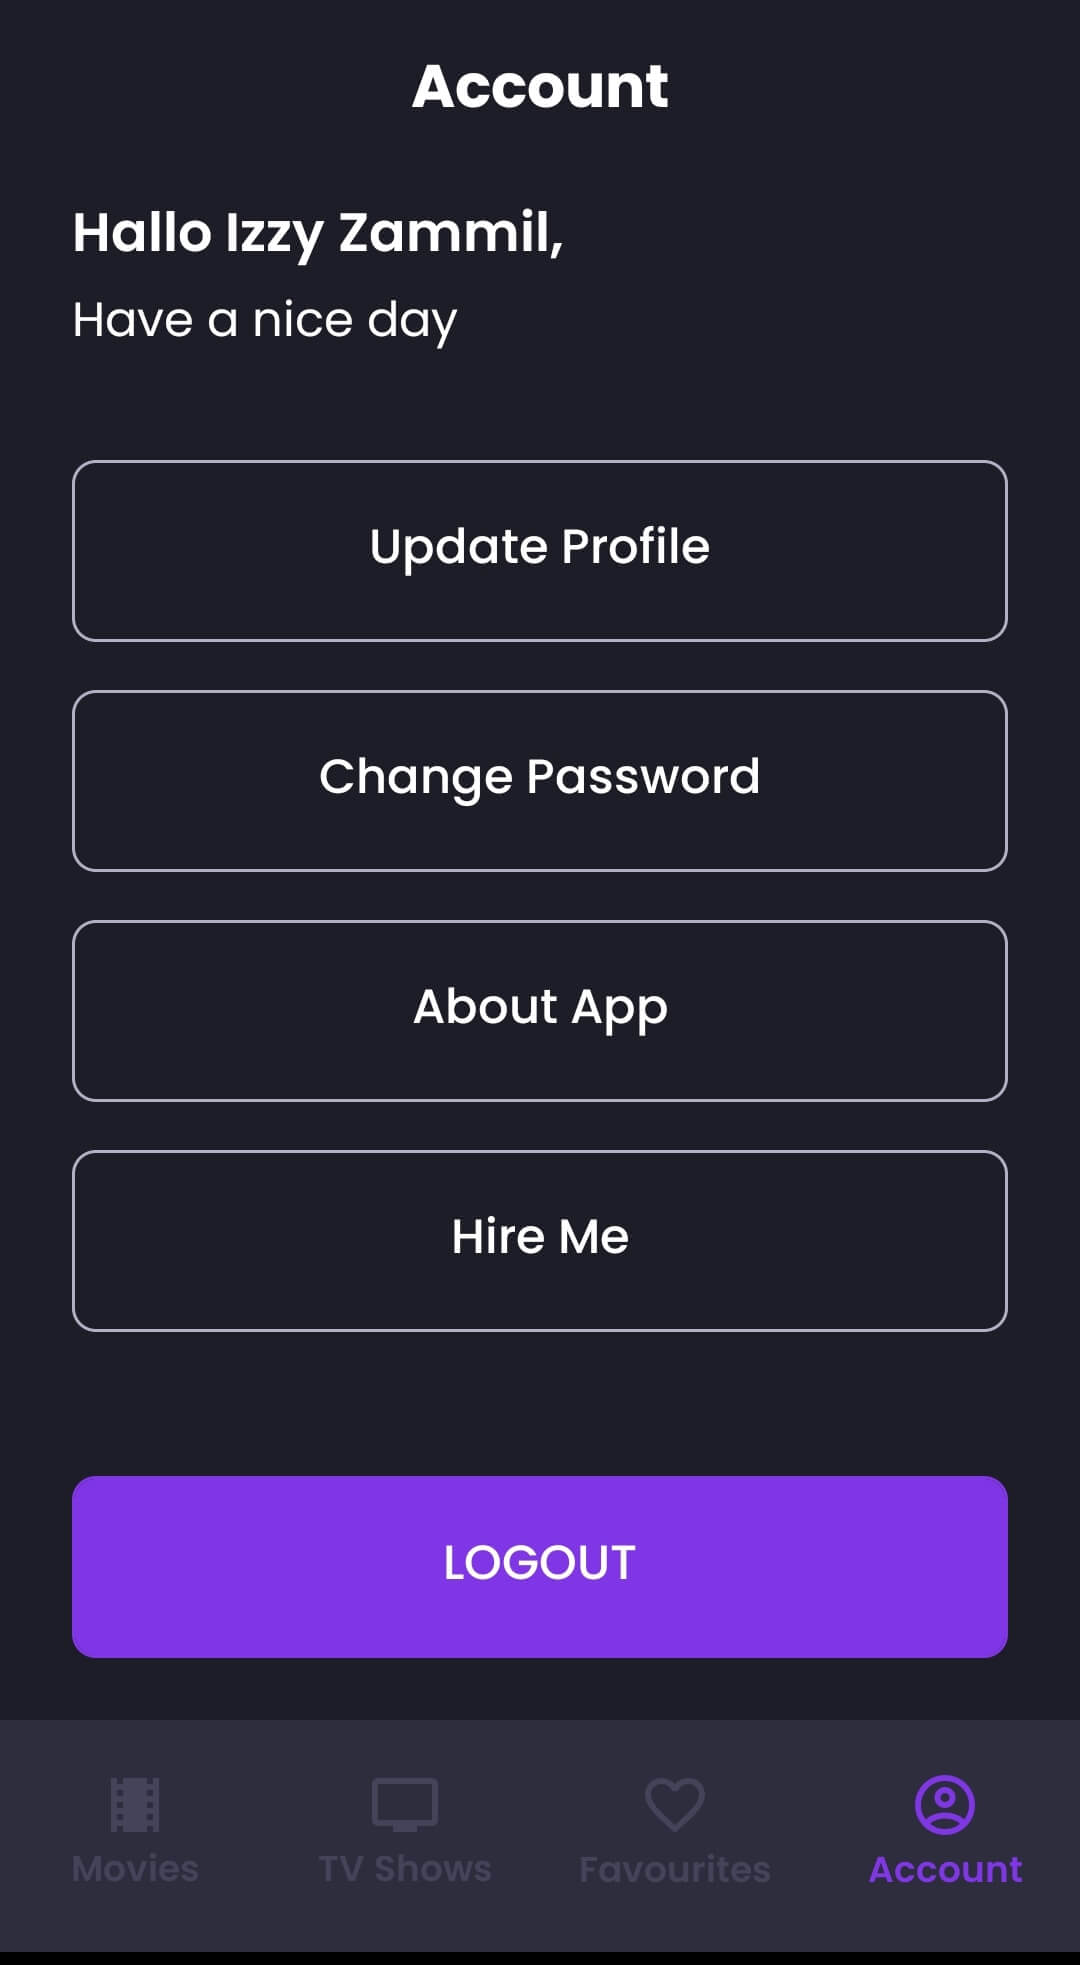 Account
Hallo Izzy Zammil,
Have a nice day
Update Profile
Change Password
About App
Hire Me
LOGOUT
Movies
TV Shows
Favourites
Account